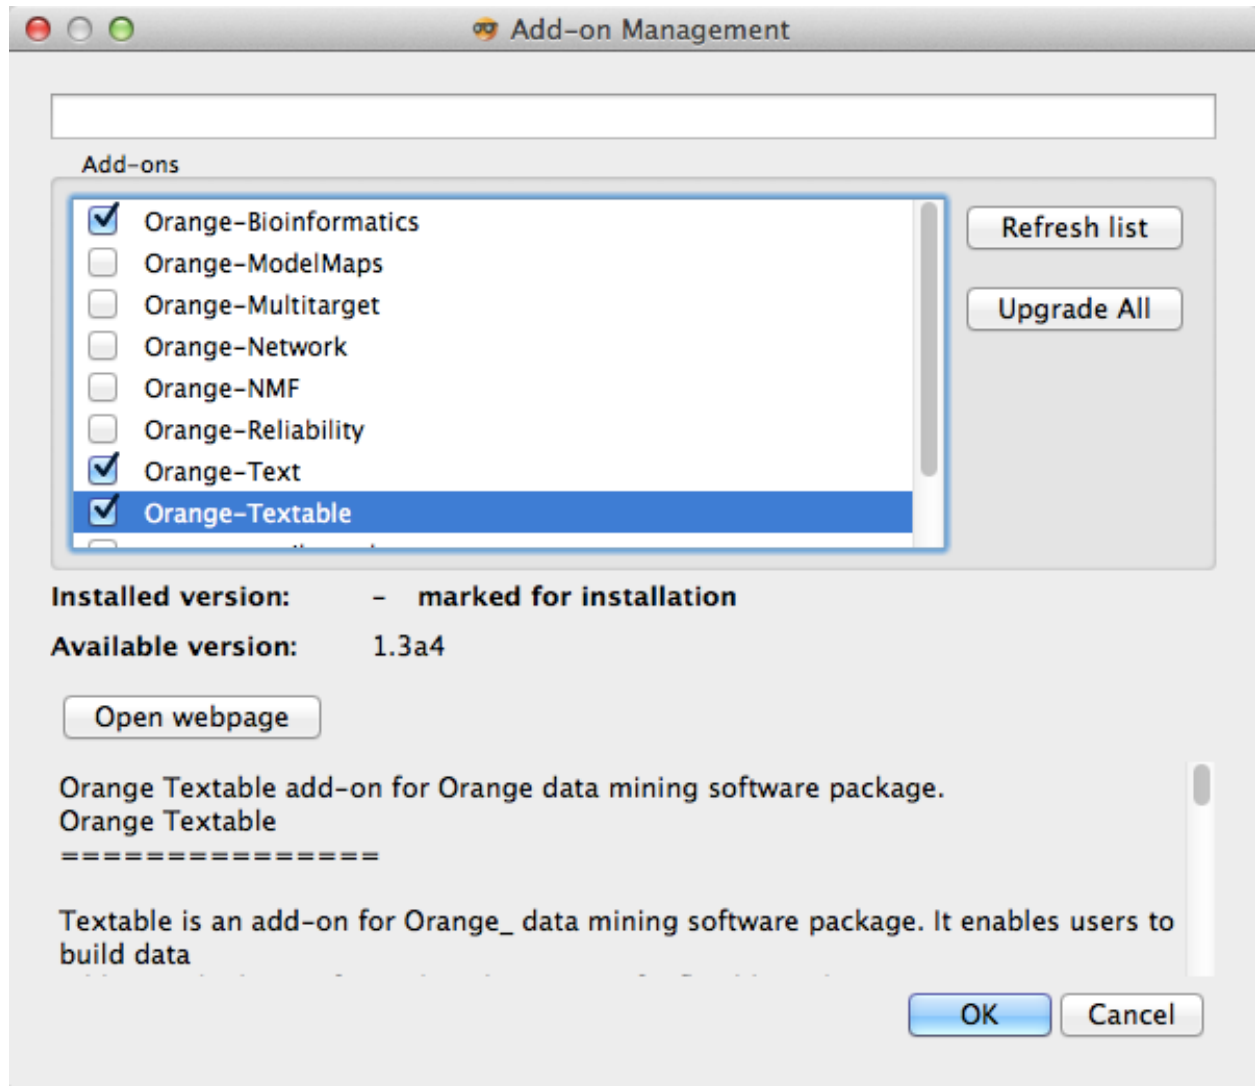 Add-on Management
Add-ons
Orange-Bioinformatics
Refresh list
Orange-ModelMaps
Orange-Multitarget
Upgrade All
Orange-Network
Orange-NMF
Orange-Reliability
Orange-Text
Orange-Textable
Installed version: - marked for installation
Available version: 1.3a4
Open webpage
Orange Textable add-on for Orange data mining software package.
Orange Textable
===============
Textable is an add-on for Orange_ data mining software package. It enables users to
build data
OK Cancel